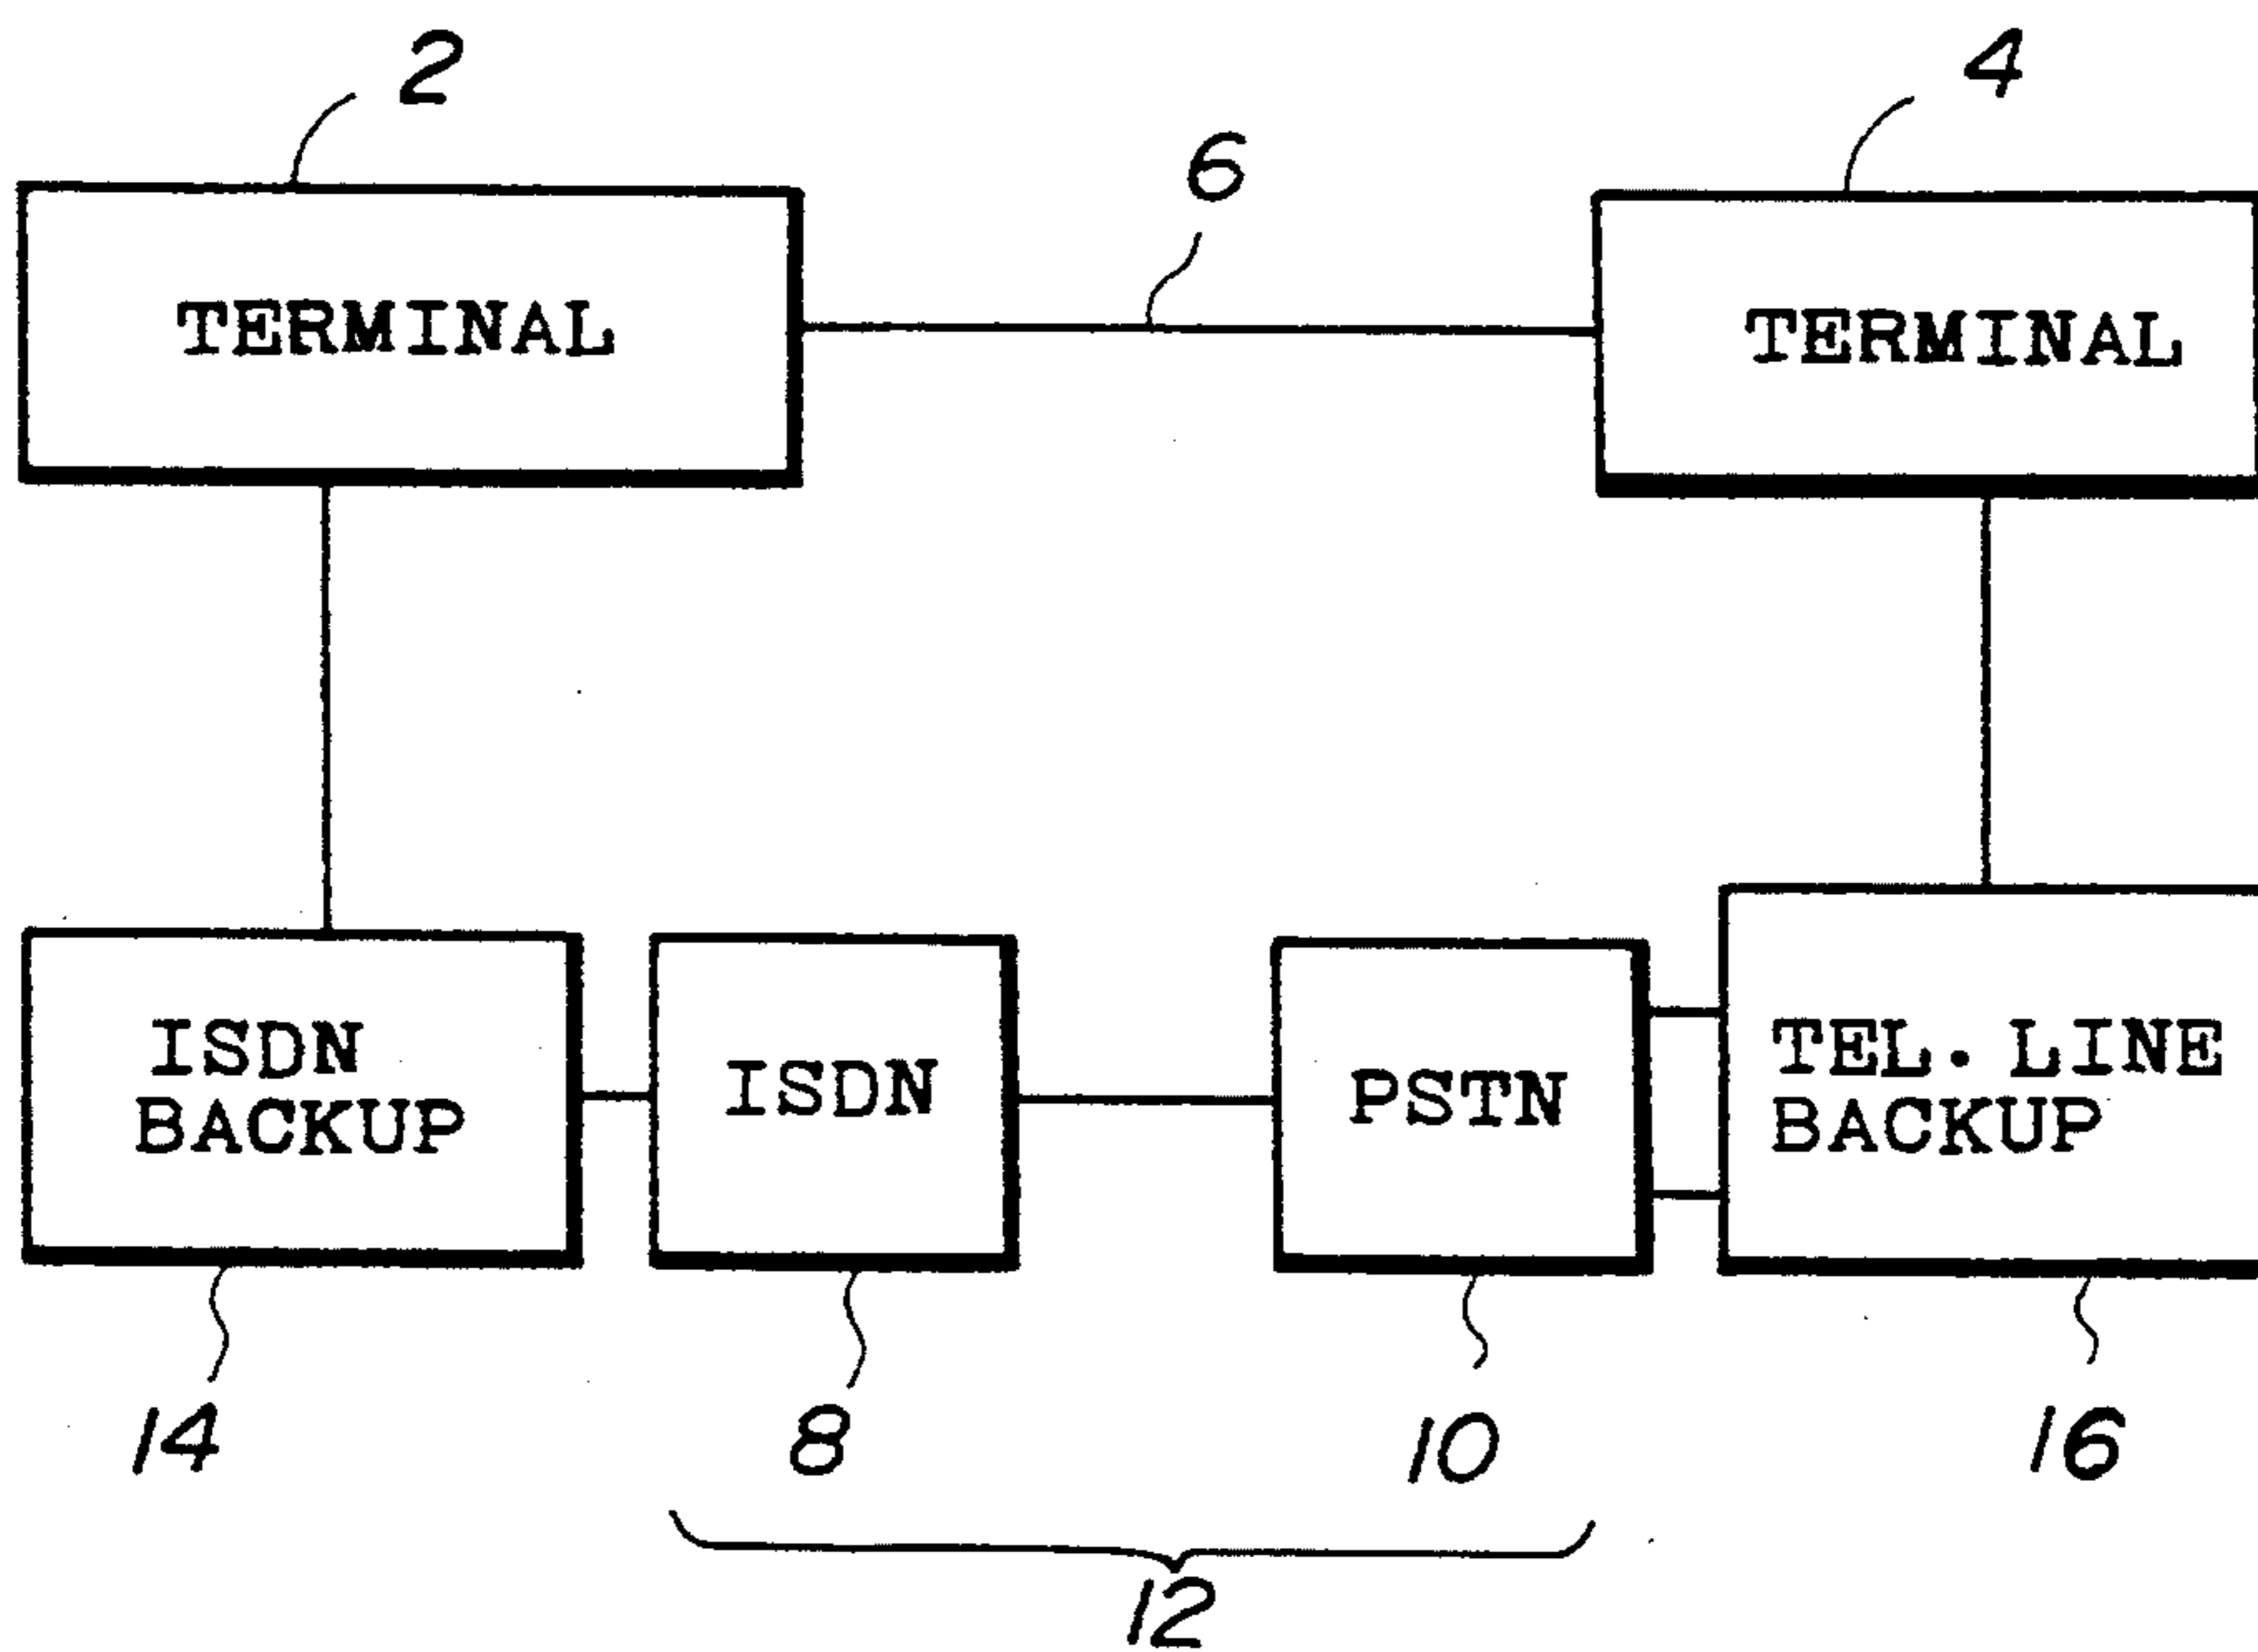 2
4
6
TERMINAL
TERMINAL
ISDN
BACKUP
ISDN
PSTN
TEL. LINE
BACKUP
14
8
10
16
12